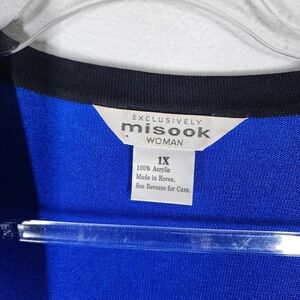 EXCLUSIVELY
misook
WOMAN
1X
100% Acrylic
Made in Korea.
See Reverse for Care.